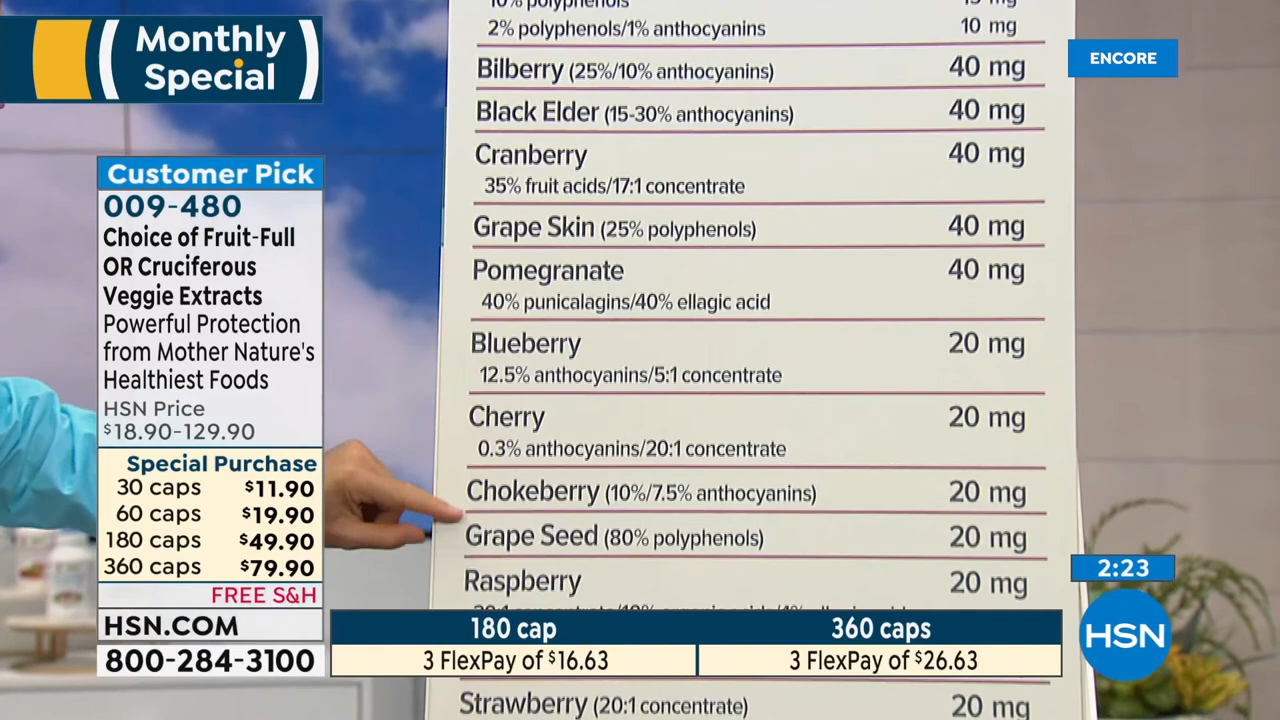 Monthly
Special
ENCORE
Customer Pick
009-480
Choice of Fruit-Full
OR Cruciferous
Veggie Extracts
Powerful Protection
from Mother Nature's
Healthiest Foods
HSN Price
$18.90-129.90
Special Purchase
30 caps $11.90
60 caps $19.90
180 caps $49.90
360 caps $79.90
FREE S&H
HSN.COM
800-284-3100
10% polyphenols
2% polyphenols/1% anthocyanins 10 mg
Bilberry (25%/10% anthocyanins) 40 mg
Black Elder (15-30% anthocyanins) 40 mg
Cranberry 40 mg
35% fruit acids/17:1 concentrate
Grape Skin (25% polyphenols) 40 mg
Pomegranate 40 mg
40% punicalagins/40% ellagic acid
Blueberry 20 mg
12.5% anthocyanins/5:1 concentrate
Cherry 20 mg
0.3% anthocyanins/20:1 concentrate
Chokeberry (10%/7.5% anthocyanins) 20 mg
Grape Seed (80% polyphenols) 20 mg
Raspberry 20 mg
Strawberry (20:1 concentrate) 20 mg
180 cap 360 caps
3 FlexPay of $16.63 3 FlexPay of $26.63
2:23
HSN